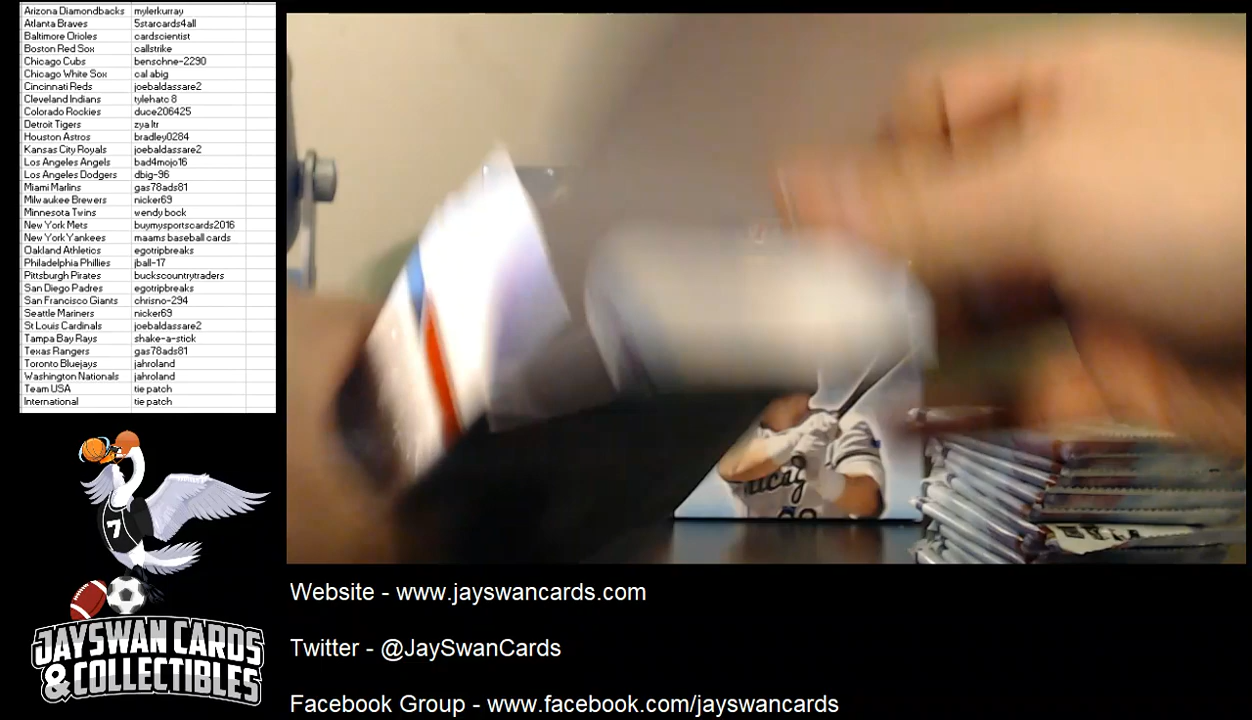 Arizona Diamondbacks mylerkurray
Atlanta Braves 5starcards4all
Baltimore Orioles cardscientist
Boston Red Sox callstrike
Chicago Cubs benschne-2290
Chicago White Sox cal abig
Cincinnati Reds joebaldassare2
Cleveland Indians tylehatc 8
Colorado Rockies duce206425
Detroit Tigers zya ltr
Houston Astros bradley0284
Kansas City Royals joebaldassare2
Los Angeles Angels bad4mojo16
Los Angeles Dodgers dbig-96
Miami Marlins gas78ads81
Milwaukee Brewers nicker69
Minnesota Twins wendy bock
New York Mets buymysportscards2016
New York Yankees maams baseball cards
Oakland Athletics egotripbreaks
Philadelphia Phillies jball-17
Pittsburgh Pirates buckscountrytraders
San Diego Padres egotripbreaks
San Francisco Giants chrisno-294
Seattle Mariners nicker69
St Louis Cardinals joebaldassare2
Tampa Bay Rays shake-a-stick
Texas Rangers gas78ads81
Toronto Bluejays jahroland
Washington Nationals jahroland
Team USA tie patch
International tie patch
7
JAYSWAN CARDS
& COLLECTIBLES
Website - www.jayswancards.com
Twitter - @JaySwanCards
Facebook Group - www.facebook.com/jayswancards